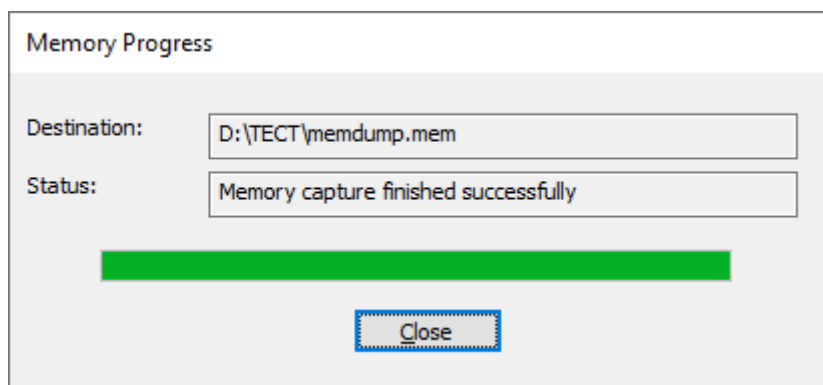 Memory Progress
Destination: D:\TECT\memdump.mem
Status: Memory capture finished successfully
Close